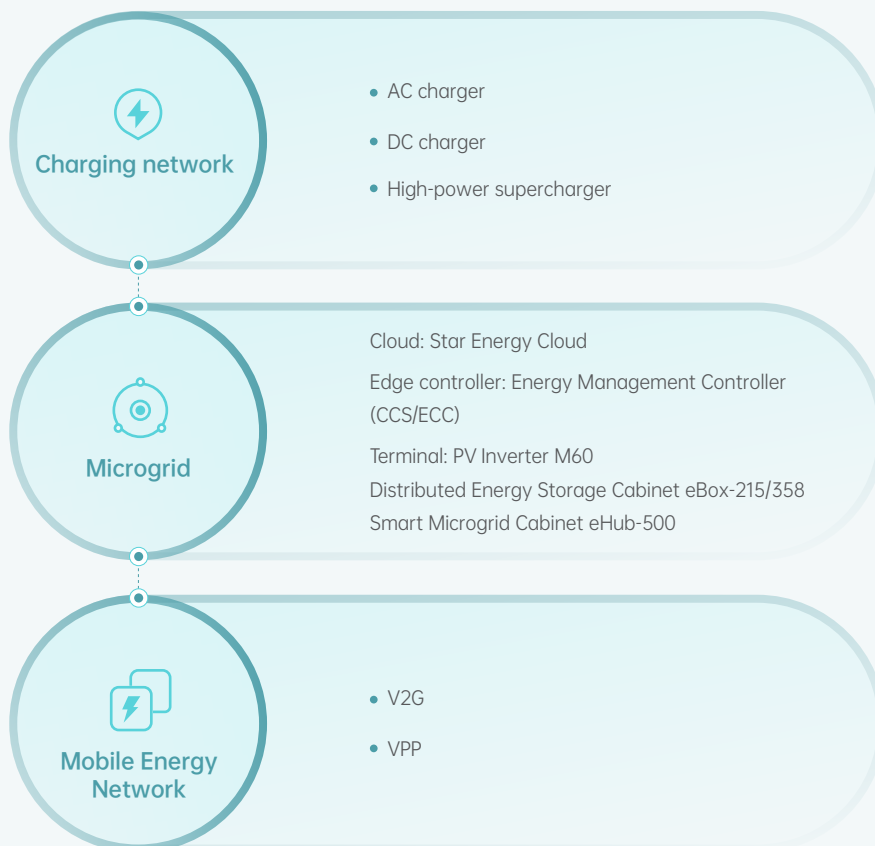 Charging network
AC charger
DC charger
High-power supercharger
Microgrid
Cloud: Star Energy Cloud
Edge controller: Energy Management Controller
(CCS/ECC)
Terminal: PV Inverter M60
Distributed Energy Storage Cabinet eBox-215/358
Smart Microgrid Cabinet eHub-500
Mobile Energy
Network
V2G
VPP